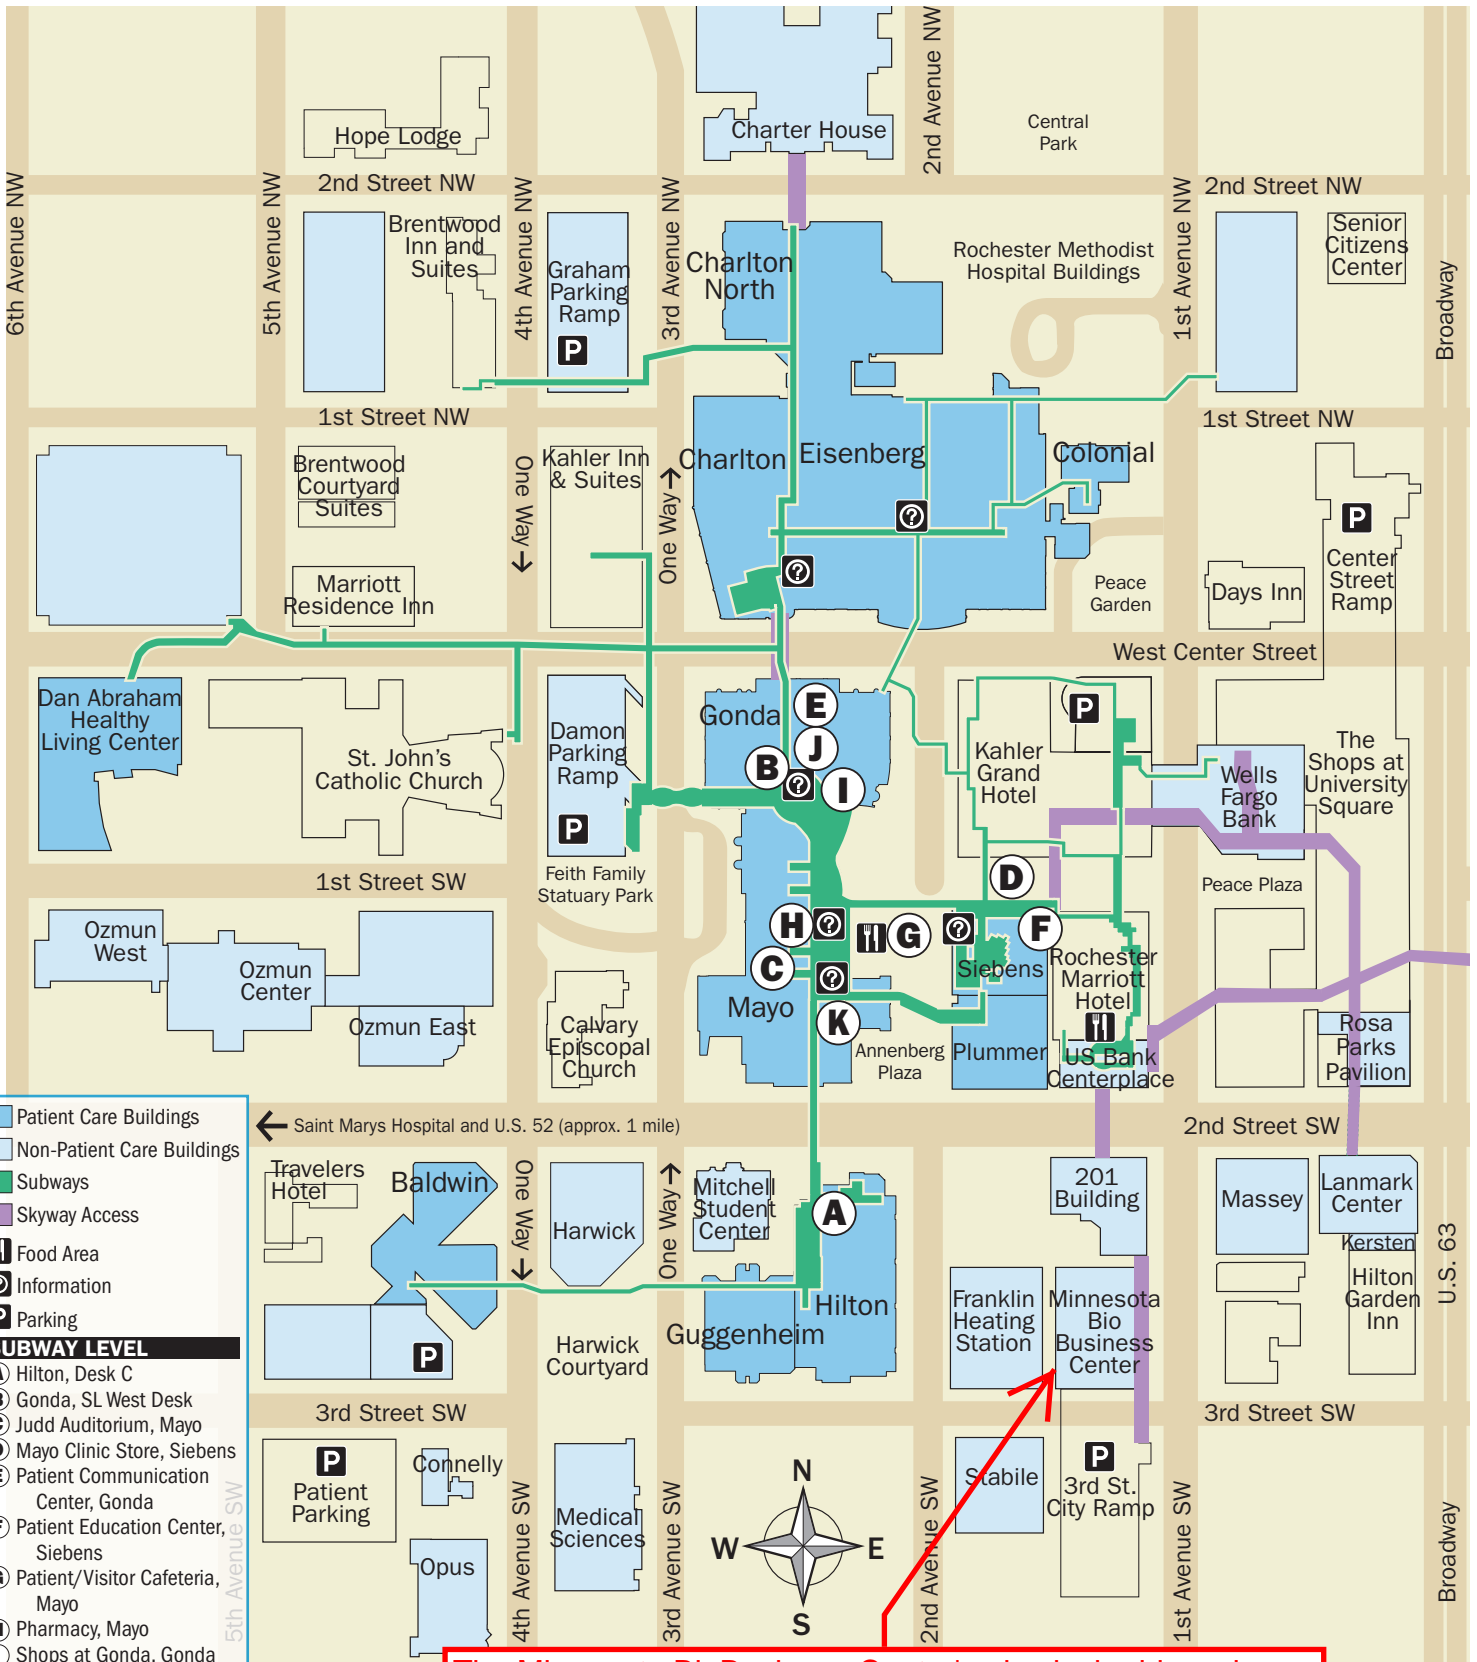 Charter House
2nd Avenue NW
Central
Park
Hope Lodge
2nd Street NW
2nd Street NW
6th Avenue NW
5th Avenue NW
4th Avenue NW
3rd Avenue NW
1st Avenue NW
Broadway
Brentwood
Inn and
Suites
Graham
Parking
Ramp
P
Charlton
North
Rochester Methodist
Hospital Buildings
Senior
Citizens
Center
1st Street NW
1st Street NW
Brentwood
Courtyard
Suites
One Way
Kahler Inn
& Suites
One Way
Charlton
Eisenberg
Colonial
?
?
P
Center
Street
Ramp
Marriott
Residence Inn
Peace
Garden
Days Inn
West Center Street
Dan Abraham
Healthy
Living Center
St. John's
Catholic Church
Damon
Parking
Ramp
P
Gonda
E
J
B
?
I
Kahler
Grand
Hotel
P
Wells
Fargo
Bank
The
Shops at
University
Square
1st Street SW
Feith Family
Statuary Park
D
Peace Plaza
Ozmun
West
Ozmun
Center
Ozmun East
H
?
G
?
F
C
?
Siebens
Rochester
Marriott
Hotel
Mayo
K
Calvary
Episcopal
Church
Annenberg
Plaza
Plummer
US Bank
Centerplace
Rosa
Parks
Pavilion
Saint Marys Hospital and U.S. 52 (approx. 1 mile)
2nd Street SW
Travelers
Hotel
Baldwin
One Way
Harwick
One Way
Mitchell
Student
Center
A
201
Building
Massey
Lanmark
Center
Kersten
Hilton
Garden
Inn
U.S. 63
Hilton
Guggenheim
Franklin
Heating
Station
Minnesota
Bio
Business
Center
P
Harwick
Courtyard
3rd Street SW
3rd Street SW
P
Patient
Parking
Connelly
Medical
Sciences
Opus
N
W
E
S
Stabile
P
3rd St.
City Ramp
5th Avenue SW
4th Avenue SW
3rd Avenue SW
2nd Avenue SW
1st Avenue SW
Broadway
Patient Care Buildings
Non-Patient Care Buildings
Subways
Skyway Access
Food Area
? Information
P Parking
SUBWAY LEVEL
A Hilton, Desk C
B Gonda, SL West Desk
C Judd Auditorium, Mayo
D Mayo Clinic Store, Siebens
E Patient Communication
Center, Gonda
F Patient Education Center,
Siebens
G Patient/Visitor Cafeteria,
Mayo
H Pharmacy, Mayo
Shops at Gonda, Gonda